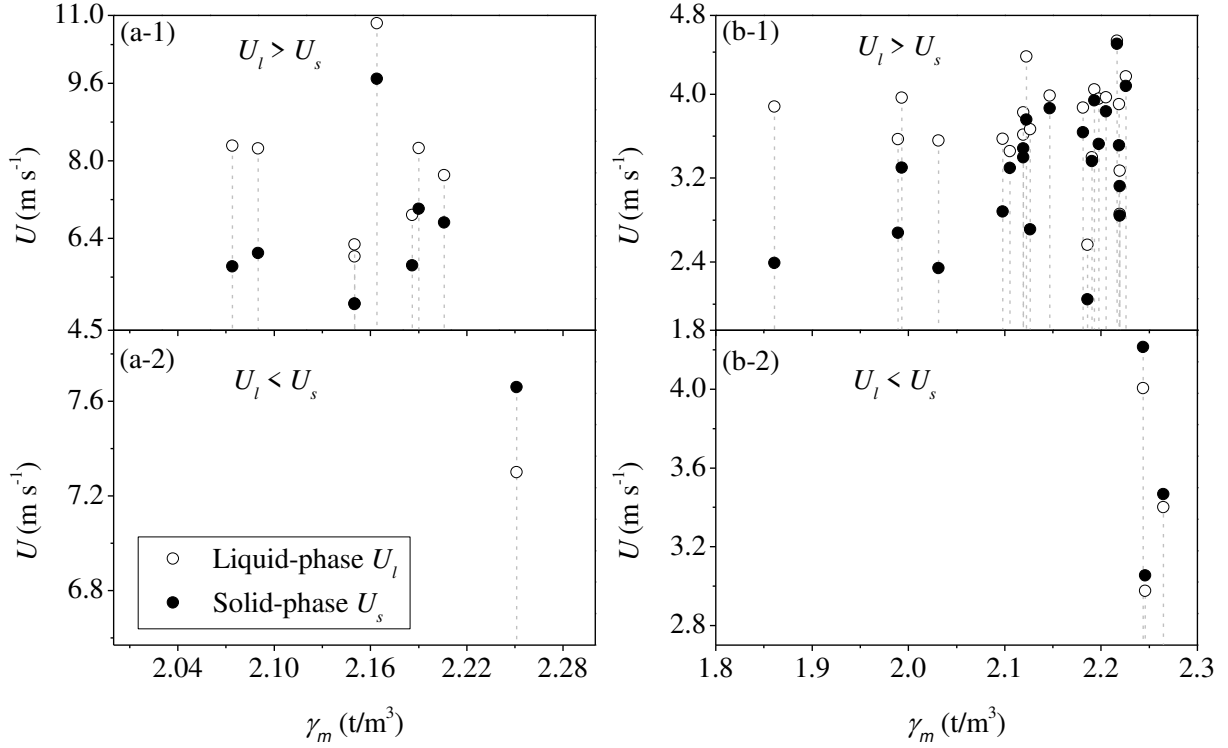 (a-1)
U_l > U_s
11.0
9.6
8.0
6.4
4.5
U (m s⁻¹)
(b-1)
U_l > U_s
4.8
4.0
3.2
2.4
1.8
U (m s⁻¹)
(a-2)
U_l < U_s
7.6
7.2
6.8
U (m s⁻¹)
Liquid-phase U_l
Solid-phase U_s
2.04 2.10 2.16 2.22 2.28
γ_m (t/m³)
(b-2)
U_l < U_s
4.0
3.6
3.2
2.8
U (m s⁻¹)
1.8 1.9 2.0 2.1 2.2 2.3
γ_m (t/m³)